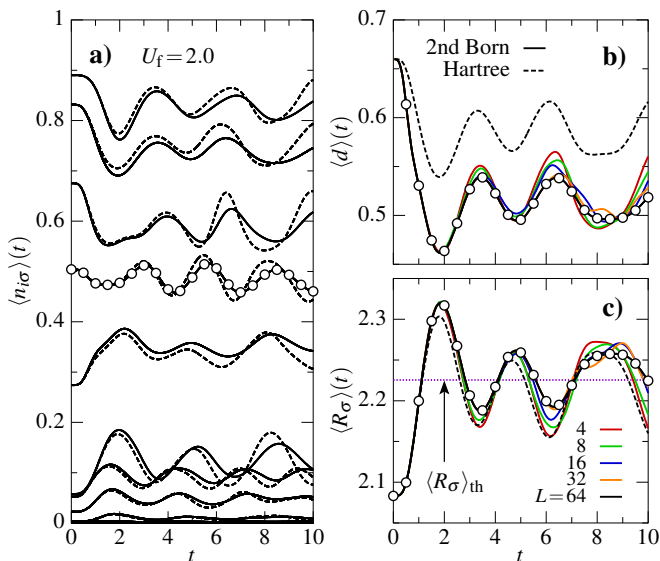 a)
U_f = 2.0
⟨n_iσ⟩(t)
1
0.8
0.6
0.4
0.2
0
0 2 4 6 8 10
t
b)
2nd Born
Hartree
⟨d⟩(t)
0.7
0.6
0.5
c)
⟨R_σ⟩(t)
2.3
2.2
2.1
⟨R_σ⟩_th
4
8
16
32
L=64
0 2 4 6 8 10
t